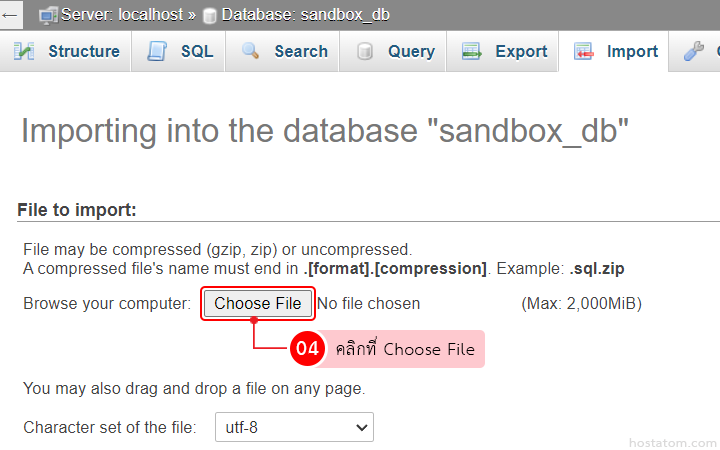 ← Server: localhost » Database: sandbox_db
Structure SQL Search Query Export Import
Importing into the database "sandbox_db"
File to import:
File may be compressed (gzip, zip) or uncompressed.
A compressed file's name must end in .[format].[compression]. Example: .sql.zip
Browse your computer: Choose File No file chosen (Max: 2,000MiB)
04 คลิกที่ Choose File
You may also drag and drop a file on any page.
Character set of the file: utf-8
hostatom.com